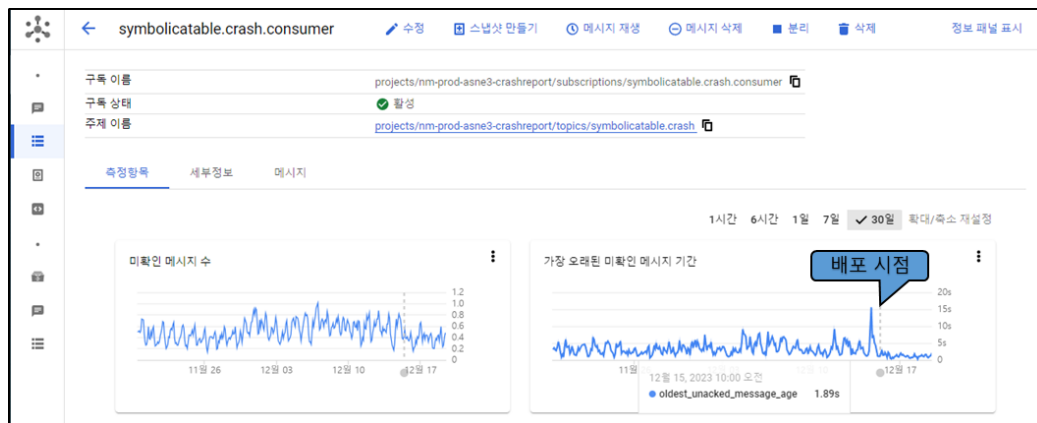 symbolicatable.crash.consumer
수정
스냅샷 만들기
메시지 재생
메시지 삭제
분리
삭제
정보 패널 표시
구독 이름 projects/nm-prod-asne3-crashreport/subscriptions/symbolicatable.crash.consumer
구독 상태 활성
주제 이름 projects/nm-prod-asne3-crashreport/topics/symbolicatable.crash
측정항목 세부정보 메시지
1시간 6시간 1일 7일 30일 확대/축소 재설정
미확인 메시지 수
1.2
1.0
0.8
0.6
0.4
0.2
0
11월 26 12월 03 12월 10 12월 17
가장 오래된 미확인 메시지 기간
배포 시점
20s
15s
10s
5s
0
11월 12월 17
12월 15, 2023 10:00 오전
oldest_unacked_message_age 1.89s